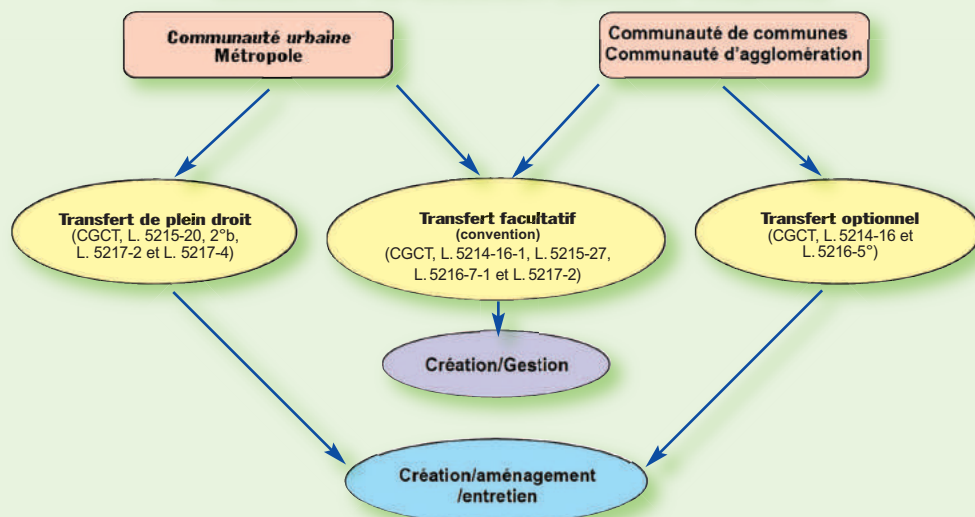 Communauté urbaine
Métropole
Communauté de communes
Communauté d'agglomération
Transfert de plein droit
(CGCT, L. 5215-20, 2°b,
L. 5217-2 et L. 5217-4)
Transfert facultatif
(convention)
(CGCT, L. 5214-16-1, L. 5215-27,
L. 5216-7-1 et L. 5217-2)
Transfert optionnel
(CGCT, L. 5214-16 et
L. 5216-5°)
Création/Gestion
Création/aménagement
/entretien